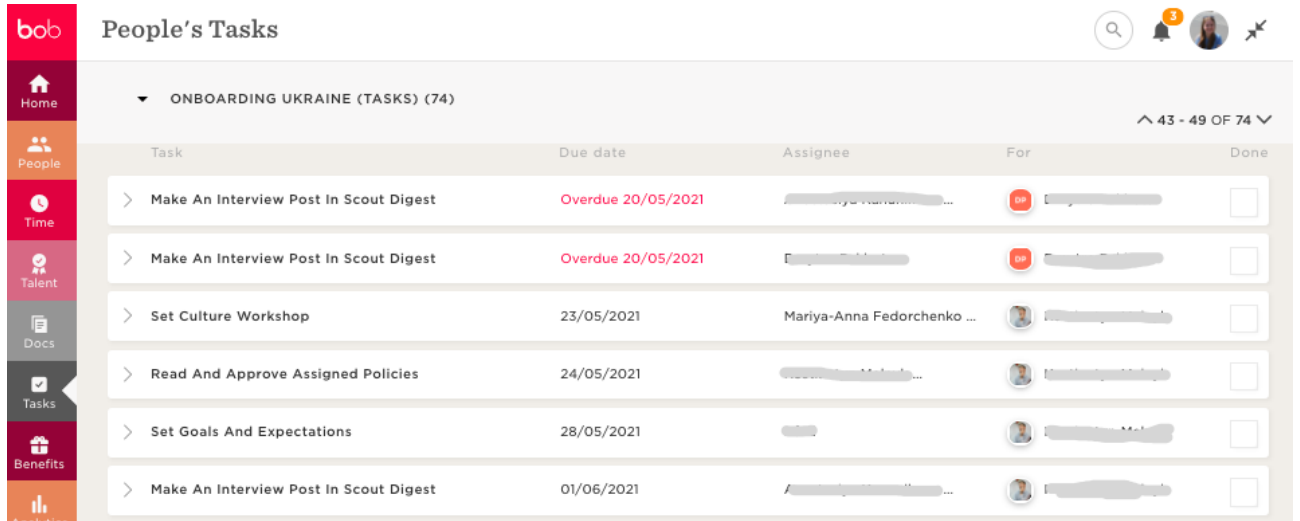 bob People's Tasks 3
Home
ONBOARDING UKRAINE (TASKS) (74)
43 - 49 OF 74
People
Task Due date Assignee For Done
Time
Make An Interview Post In Scout Digest Overdue 20/05/2021 DP
Talent
Make An Interview Post In Scout Digest Overdue 20/05/2021 DP
Docs
Set Culture Workshop 23/05/2021 Mariya-Anna Fedorchenko ...
Tasks
Read And Approve Assigned Policies 24/05/2021
Benefits
Set Goals And Expectations 28/05/2021
Make An Interview Post In Scout Digest 01/06/2021